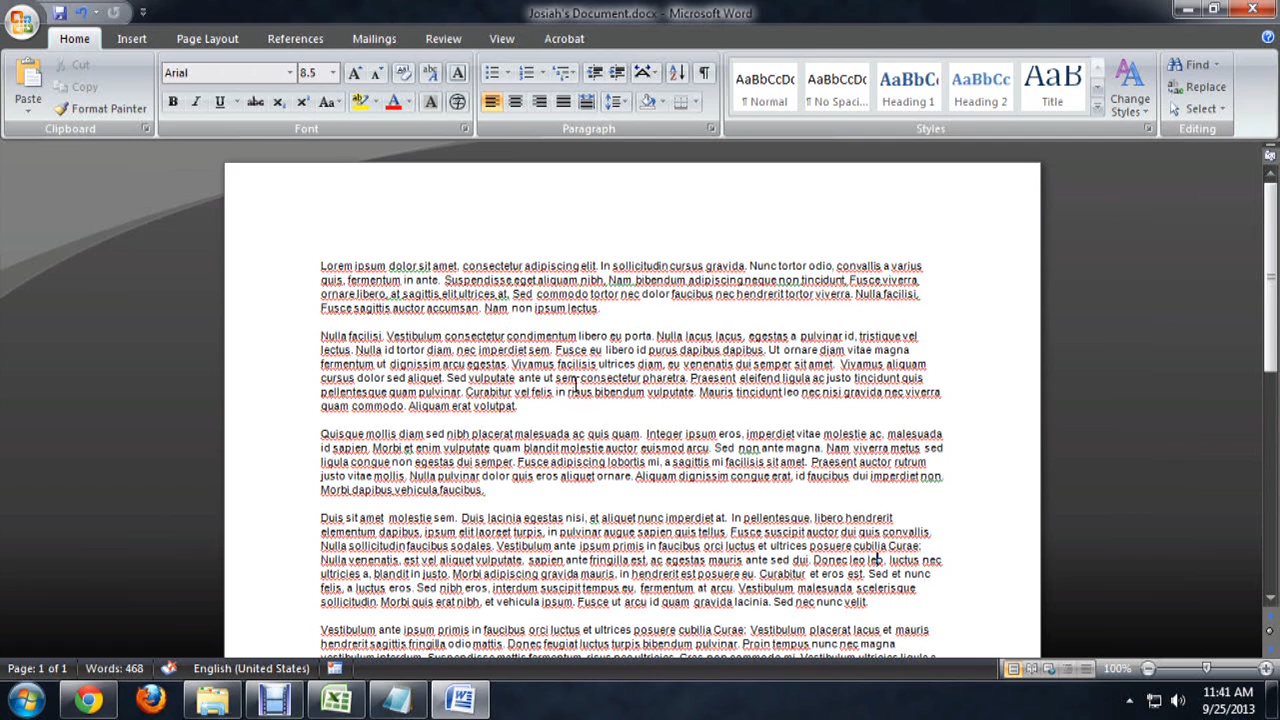 Josiah's Document.docx - Microsoft Word
Home Insert Page Layout References Mailings Review View Acrobat
Paste
Cut
Copy
Format Painter
Clipboard
Arial 8.5
Font
Paragraph
AaBbCcDc AaBbCcDc AaBbC AaBbCc AaB
¶ Normal ¶ No Spaci... Heading 1 Heading 2 Title
Change Styles
Styles
Find
Replace
Select
Editing
Lorem ipsum dolor sit amet, consectetur adipiscing elit. In sollicitudin cursus gravida. Nunc tortor odio, convallis a varius
quis, fermentum in ante. Suspendisse eget aliquam nibh. Nam bibendum adipiscing neque non tincidunt. Fusce viverra
ornare libero, at sagittis elit ultrices at. Sed commodo tortor nec dolor faucibus nec hendrerit tortor viverra. Nulla facilisi.
Fusce sagittis auctor accumsan. Nam non ipsum lectus.
Nulla facilisi. Vestibulum consectetur condimentum libero eu porta. Nulla lacus lacus, egestas a pulvinar id, tristique vel
lectus. Nulla id tortor diam, nec imperdiet sem. Fusce eu libero id purus dapibus dapibus. Ut ornare diam vitae magna
fermentum ut dignissim arcu egestas. Vivamus facilisis ultrices diam, eu venenatis dui semper sit amet. Vivamus aliquam
cursus dolor sed aliquet. Sed vulputate ante ut sem consectetur pharetra. Praesent eleifend ligula ac justo tincidunt quis
pellentesque quam pulvinar. Curabitur vel felis in risus bibendum vulputate. Mauris tincidunt leo nec nisi gravida nec viverra
quam commodo. Aliquam erat volutpat.
Quisque mollis diam sed nibh placerat malesuada ac quis quam. Integer ipsum eros, imperdiet vitae molestie ac, malesuada
id sapien. Morbi et enim vulputate quam blandit molestie auctor euismod arcu. Sed non ante magna. Nam viverra metus sed
ligula congue non egestas dui semper. Fusce adipiscing lobortis mi, a sagittis mi facilisis sit amet. Praesent auctor rutrum
justo vitae mollis. Nulla pulvinar dolor quis eros aliquet ornare. Aliquam dignissim congue erat, id faucibus dui imperdiet non.
Morbi dapibus vehicula faucibus.
Duis sit amet molestie sem. Duis lacinia egestas nisi, et aliquet nunc imperdiet at. In pellentesque, libero hendrerit
elementum dapibus, ipsum elit laoreet turpis, in pulvinar augue sapien quis tellus. Fusce suscipit auctor dui quis convallis.
Nulla sollicitudin faucibus sodales. Vestibulum ante ipsum primis in faucibus orci luctus et ultrices posuere cubilia Curae;
Nulla venenatis, est vel aliquet vulputate, sapien ante fringilla est, ac egestas mauris ante sed dui. Donec leo leo, luctus nec
ultricies a, blandit in justo. Morbi adipiscing gravida mauris, in hendrerit est posuere eu. Curabitur et eros est. Sed et nunc
felis, a luctus eros. Sed nibh eros, interdum suscipit tempus eu, fermentum at arcu. Vestibulum malesuada scelerisque
sollicitudin. Morbi quis erat nibh, et vehicula ipsum. Fusce ut arcu id quam gravida lacinia. Sed nec nunc velit.
Vestibulum ante ipsum primis in faucibus orci luctus et ultrices posuere cubilia Curae; Vestibulum placerat lacus et mauris
hendrerit sagittis fringilla odio mattis. Donec feugiat luctus turpis bibendum pulvinar. Proin tempus nunc nec magna
Page: 1 of 1 Words: 468 English (United States) 100%
11:41 AM
9/25/2013